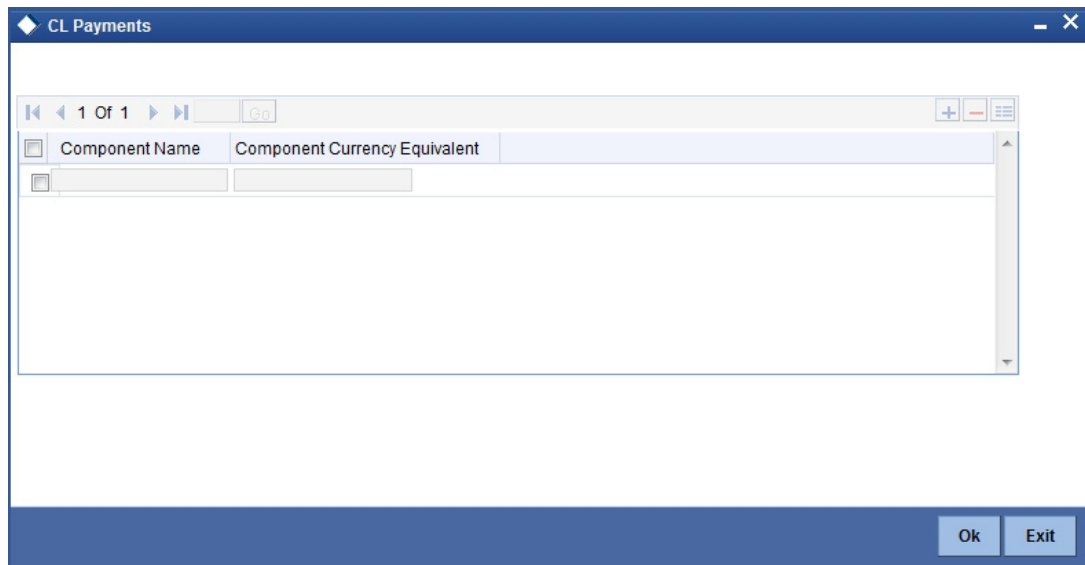 CL Payments
1 Of 1 Go
Component Name Component Currency Equivalent
Ok Exit